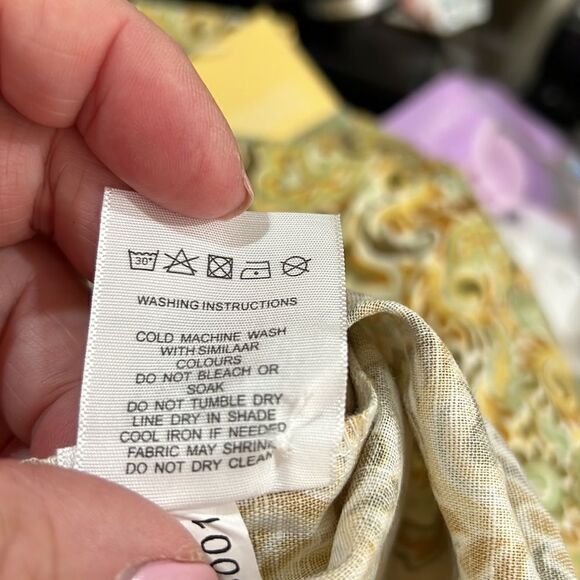 30°
WASHING INSTRUCTIONS
COLD MACHINE WASH
WITH SIMILAAR
COLOURS
DO NOT BLEACH OR
SOAK
DO NOT TUMBLE DRY
LINE DRY IN SHADE
COOL IRON IF NEEDED
FABRIC MAY SHRINK
DO NOT DRY CLEAN
001